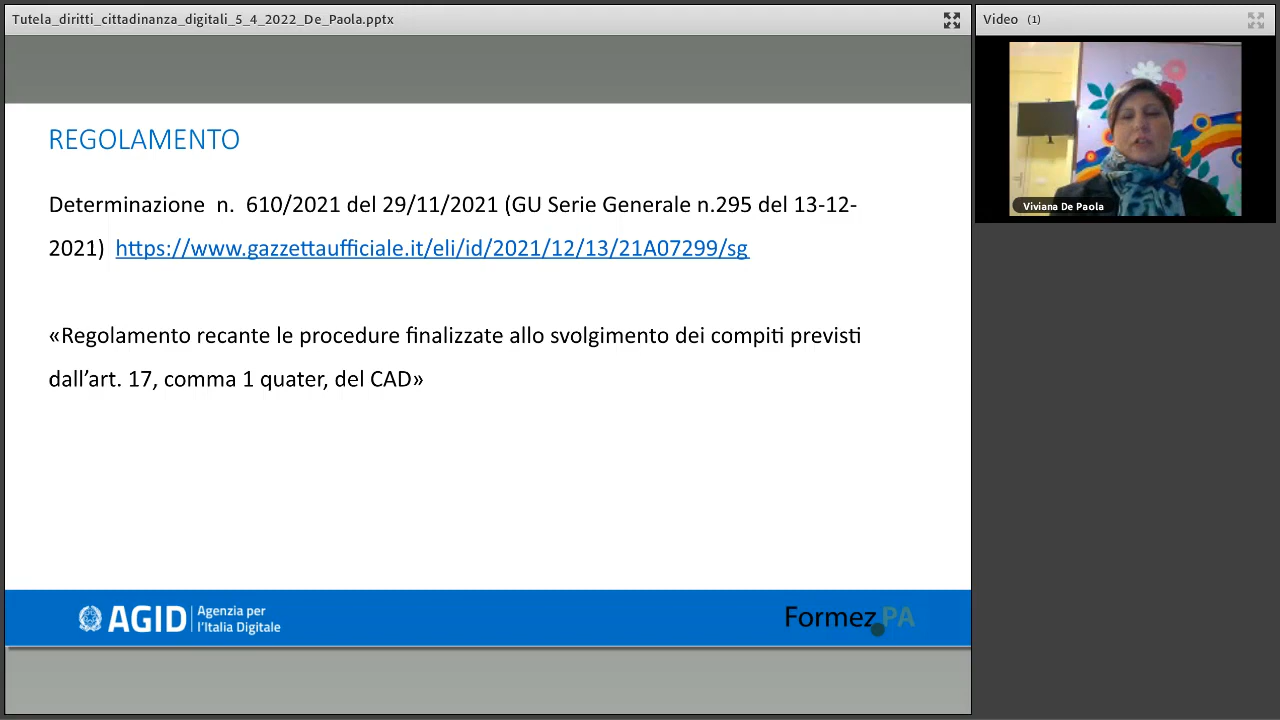 Tutela_diritti_cittadinanza_digitali_5_4_2022_De_Paola.pptx
Video (1)
Viviana De Paola
REGOLAMENTO
Determinazione n. 610/2021 del 29/11/2021 (GU Serie Generale n.295 del 13-12-
2021) https://www.gazzettaufficiale.it/eli/id/2021/12/13/21A07299/sg
«Regolamento recante le procedure finalizzate allo svolgimento dei compiti previsti
dall’art. 17, comma 1 quater, del CAD»
AGID
Agenzia per
l’Italia Digitale
Formez PA